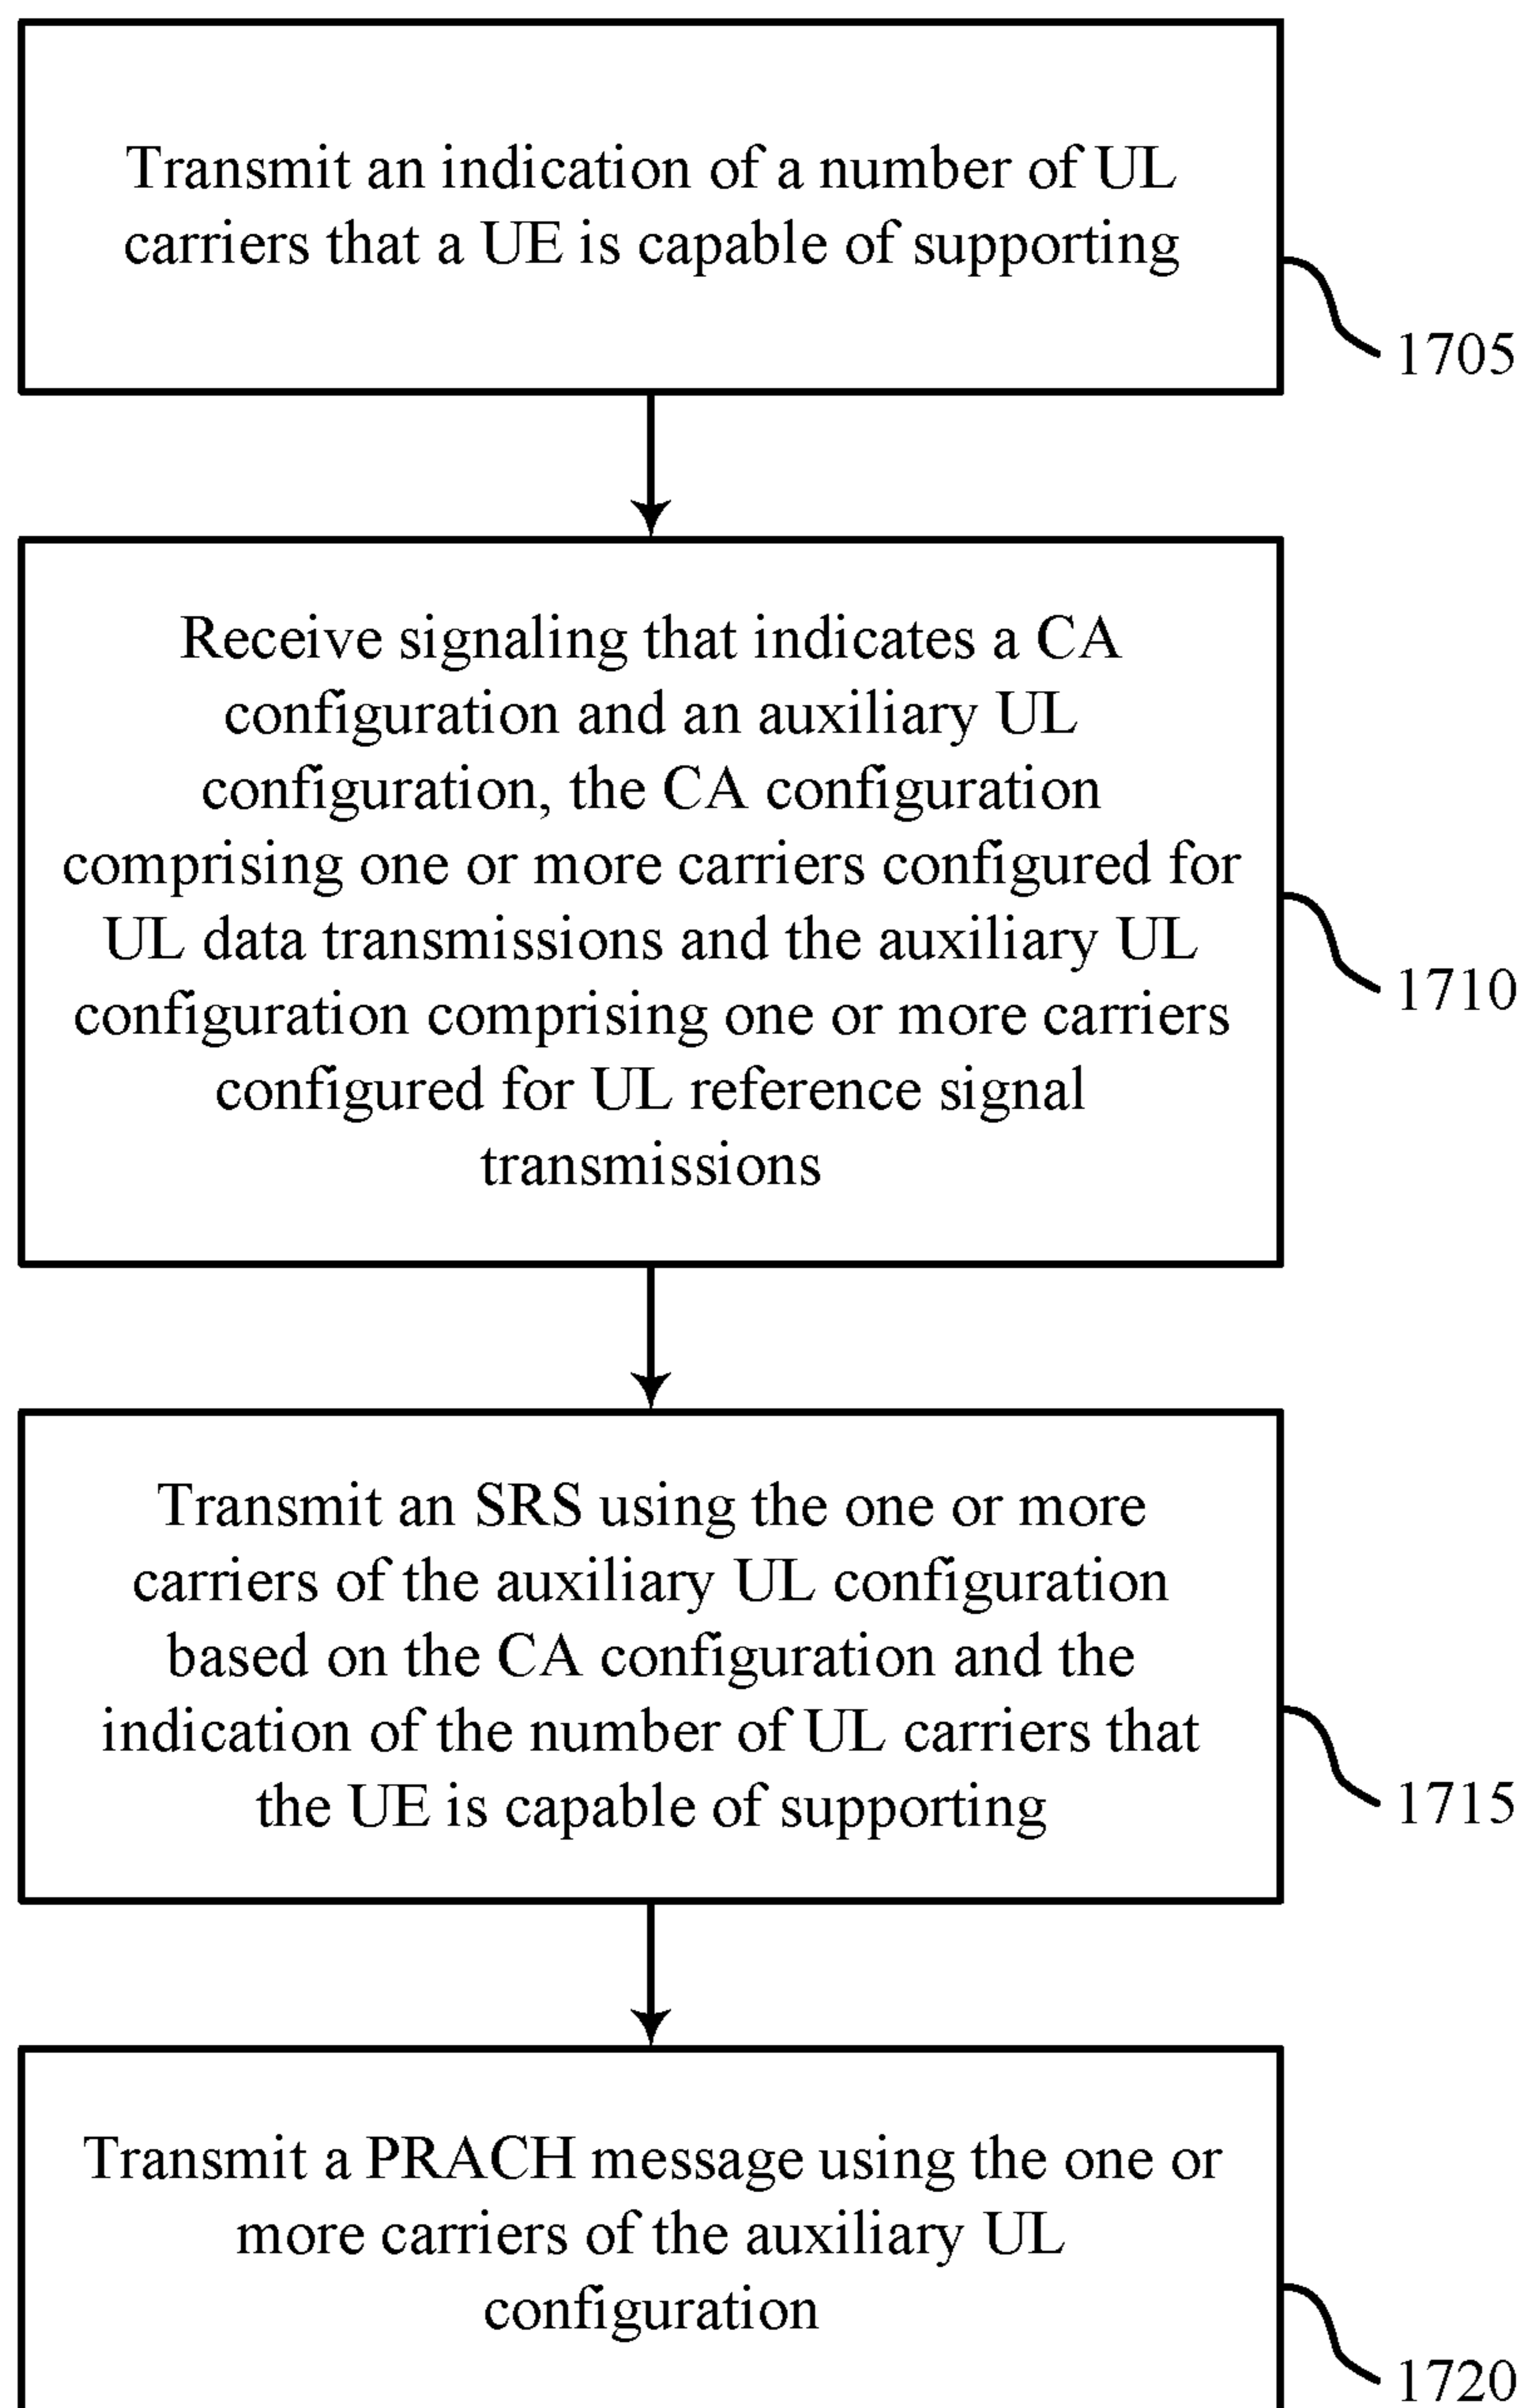 Transmit an indication of a number of UL
carriers that a UE is capable of supporting
1705
Receive signaling that indicates a CA
configuration and an auxiliary UL
configuration, the CA configuration
comprising one or more carriers configured for
UL data transmissions and the auxiliary UL
configuration comprising one or more carriers
configured for UL reference signal
transmissions
1710
Transmit an SRS using the one or more
carriers of the auxiliary UL configuration
based on the CA configuration and the
indication of the number of UL carriers that
the UE is capable of supporting
1715
Transmit a PRACH message using the one or
more carriers of the auxiliary UL
configuration
1720